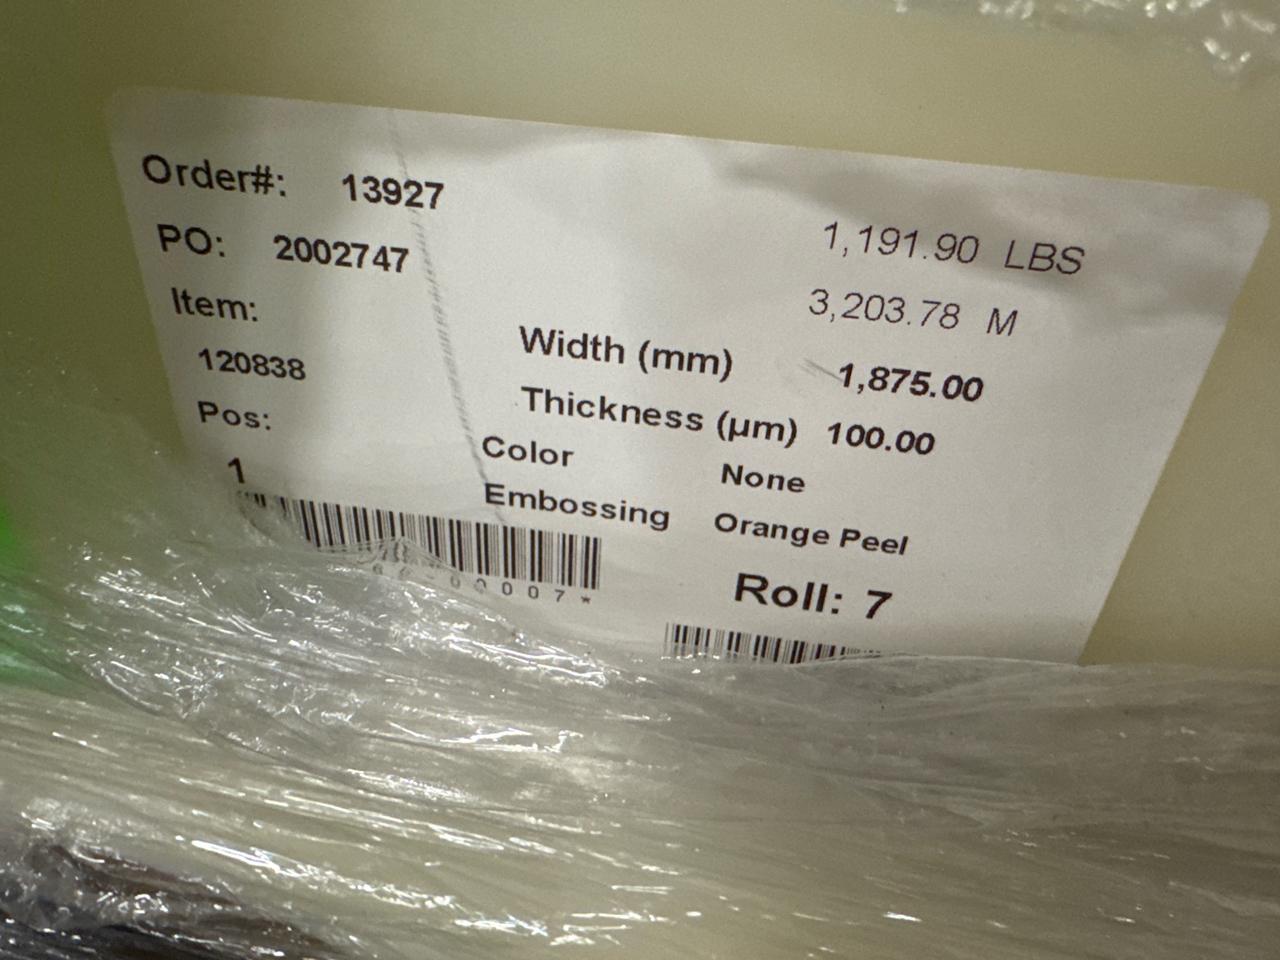 Order#: 13927
PO: 2002747
Item:
120838
Pos:
1
1,191.90 LBS
3,203.78 M
Width (mm) 1,875.00
Thickness (µm) 100.00
Color None
Embossing Orange Peel
Roll: 7
0007*